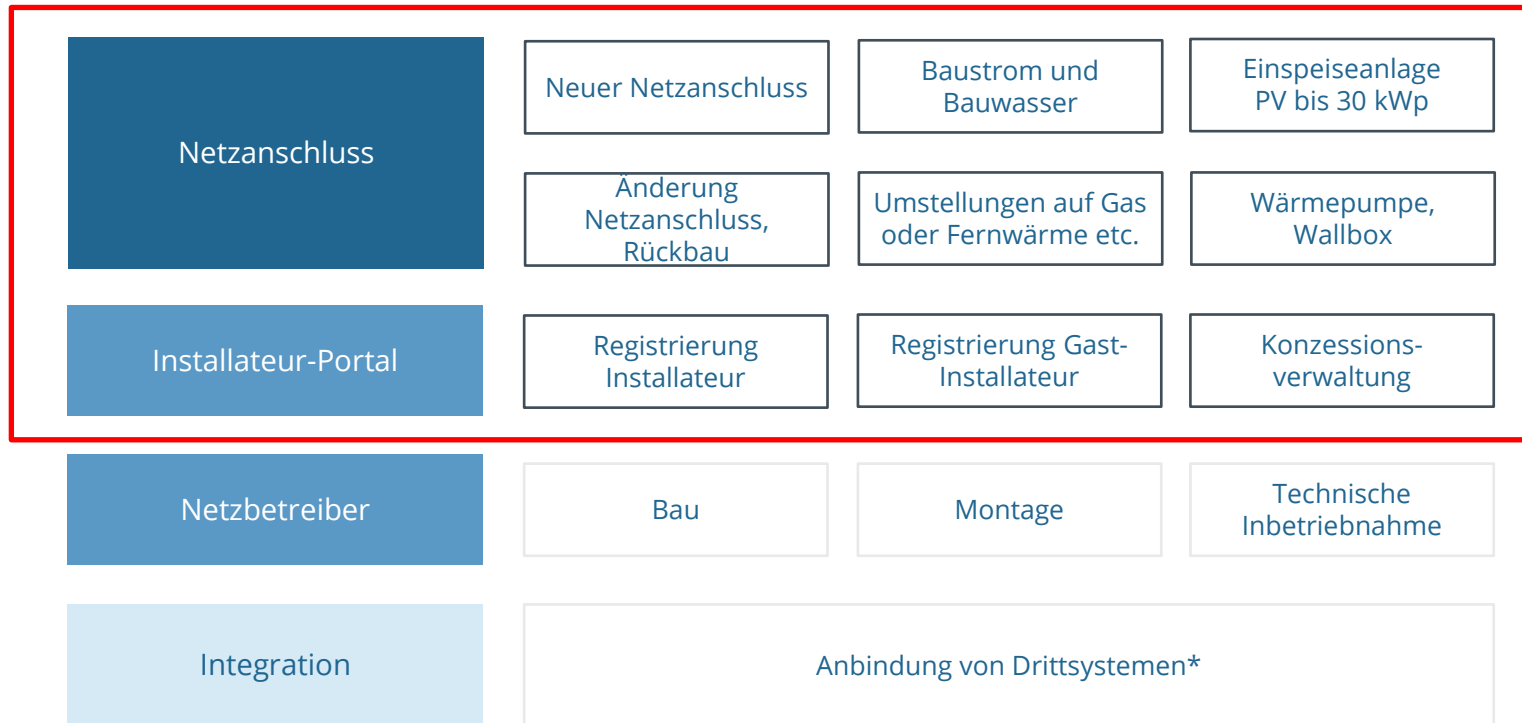 Netzanschluss
Neuer Netzanschluss
Baustrom und
Bauwasser
Einspeiseanlage
PV bis 30 kWp
Änderung
Netzanschluss,
Rückbau
Umstellungen auf Gas
oder Fernwärme etc.
Wärmepumpe,
Wallbox
Installateur-Portal
Registrierung
Installateur
Registrierung Gast-
Installateur
Konzessions-
verwaltung
Netzbetreiber
Bau
Montage
Technische
Inbetriebnahme
Integration
Anbindung von Drittsystemen*